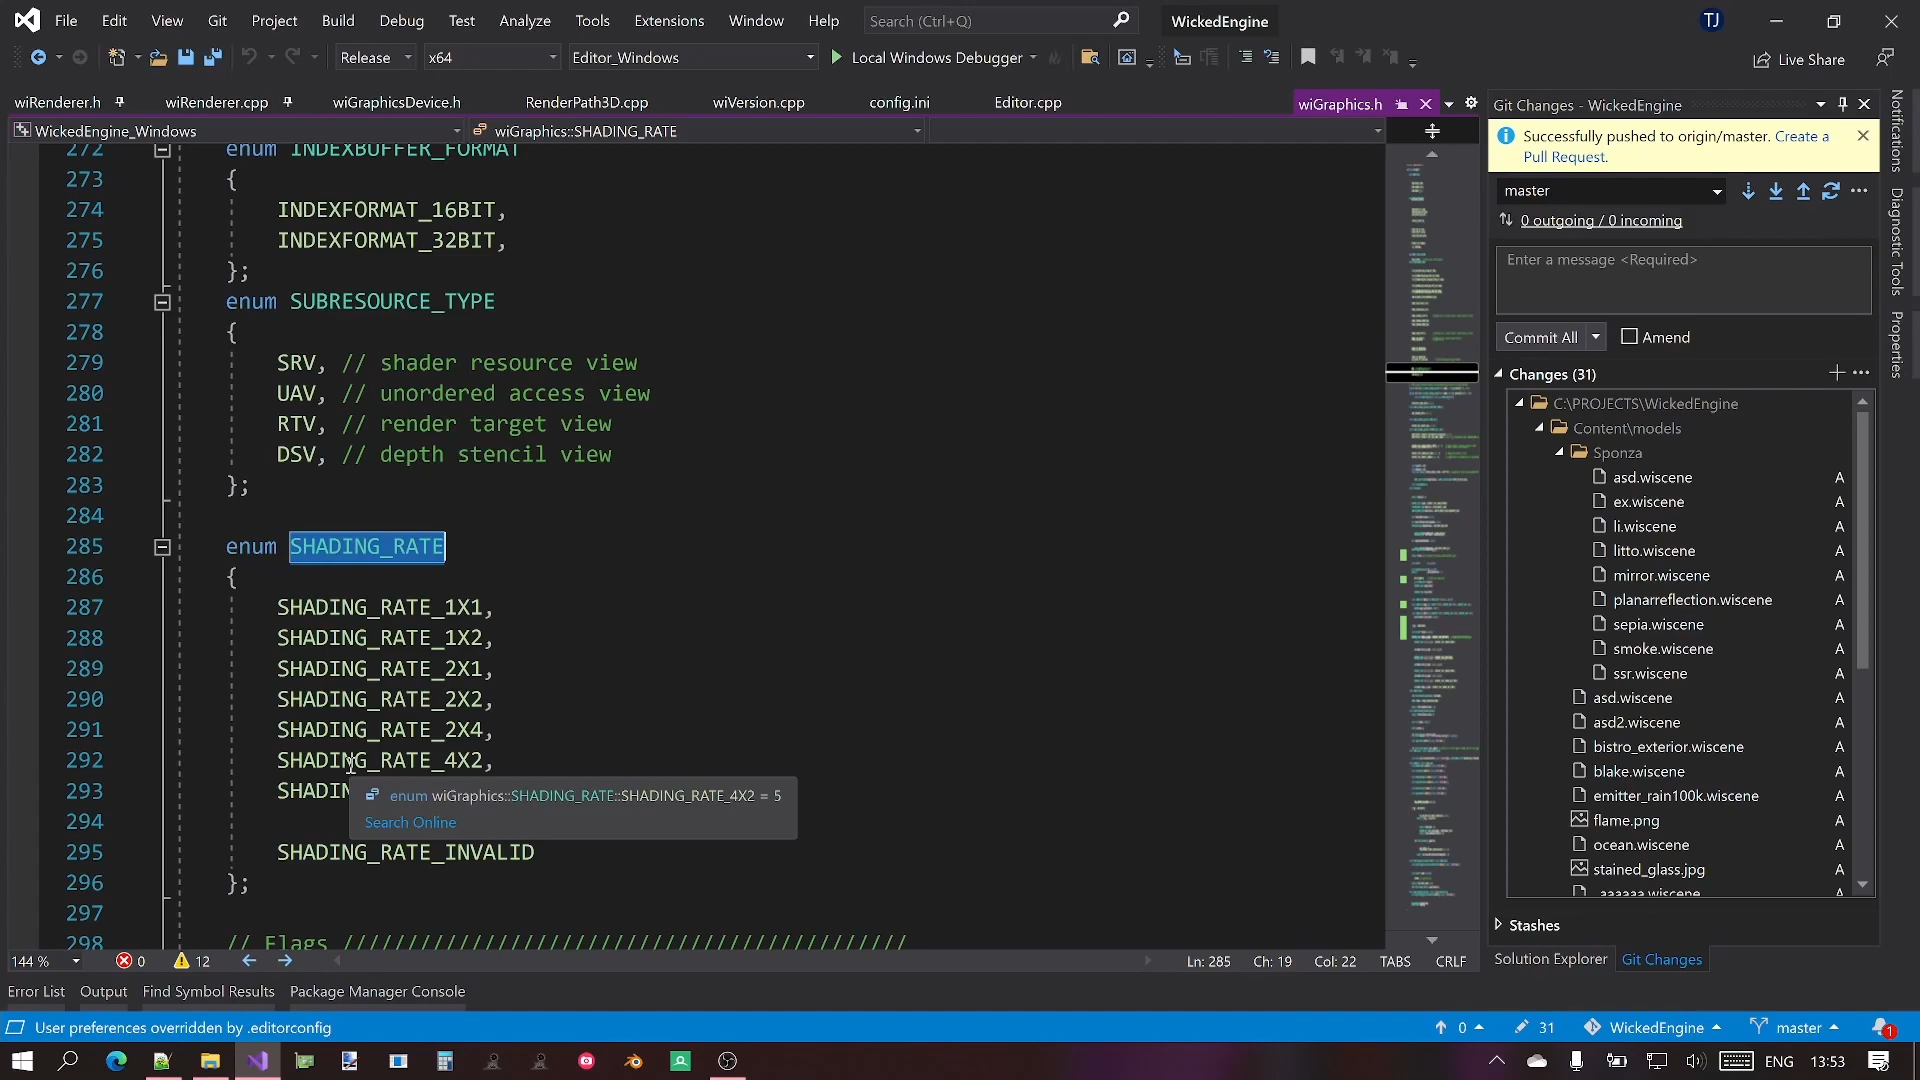 File Edit View Git Project Build Debug Test Analyze Tools Extensions Window Help Search (Ctrl+Q) WickedEngine TJ
Release x64 Editor_Windows Local Windows Debugger Live Share
wiRenderer.h wiRenderer.cpp wiGraphicsDevice.h RenderPath3D.cpp wiVersion.cpp config.ini Editor.cpp wiGraphics.h
WickedEngine_Windows wiGraphics::SHADING_RATE
272 enum INDEXBUFFER_FORMAT
273 {
274 INDEXFORMAT_16BIT,
275 INDEXFORMAT_32BIT,
276 };
277 enum SUBRESOURCE_TYPE
278 {
279 SRV, // shader resource view
280 UAV, // unordered access view
281 RTV, // render target view
282 DSV, // depth stencil view
283 };
284
285 enum SHADING_RATE
286 {
287 SHADING_RATE_1X1,
288 SHADING_RATE_1X2,
289 SHADING_RATE_2X1,
290 SHADING_RATE_2X2,
291 SHADING_RATE_2X4,
292 SHADING_RATE_4X2,
293 SHADIN
enum wiGraphics::SHADING_RATE::SHADING_RATE_4X2 = 5
Search Online
294
295 SHADING_RATE_INVALID
296 };
297
298 // Flags //////////////////////////////////////////////
144 % 0 12 Ln: 285 Ch: 19 Col: 22 TABS CRLF
Git Changes - WickedEngine
Successfully pushed to origin/master. Create a
Pull Request.
master
0 outgoing / 0 incoming
Enter a message <Required>
Commit All Amend
Changes (31)
C:\PROJECTS\WickedEngine
Content\models
Sponza
asd.wiscene A
ex.wiscene A
li.wiscene A
litto.wiscene A
mirror.wiscene A
planarreflection.wiscene A
sepia.wiscene A
smoke.wiscene A
ssr.wiscene A
asd.wiscene A
asd2.wiscene A
bistro_exterior.wiscene A
blake.wiscene A
emitter_rain100k.wiscene A
flame.png A
ocean.wiscene A
stained_glass.jpg A
Stashes
Solution Explorer Git Changes
Notifications
Diagnostic Tools
Properties
Error List Output Find Symbol Results Package Manager Console
User preferences overridden by .editorconfig 0 31 WickedEngine master 1
ENG 13:53